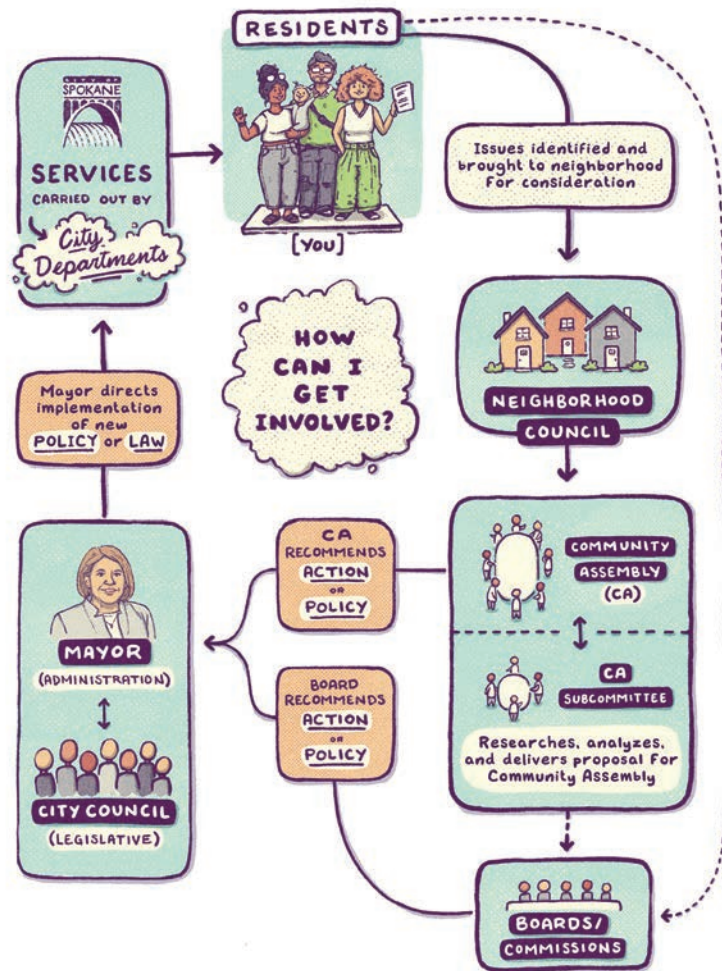 RESIDENTS
[YOU]
CITY OF
SPOKANE
SERVICES
CARRIED OUT BY
City
Departments
Issues identified and
brought to neighborhood
for consideration
HOW
CAN I
GET
INVOLVED?
NEIGHBORHOOD
COUNCIL
Mayor directs
implementation
of new
POLICY or LAW
COMMUNITY
ASSEMBLY
(CA)
CA
SUBCOMMITTEE
Researches, analyzes,
and delivers proposal for
Community Assembly
CA
RECOMMENDS
ACTION
OR
POLICY
BOARD
RECOMMENDS
ACTION
OR
POLICY
MAYOR
(ADMINISTRATION)
CITY COUNCIL
(LEGISLATIVE)
BOARDS/
COMMISSIONS